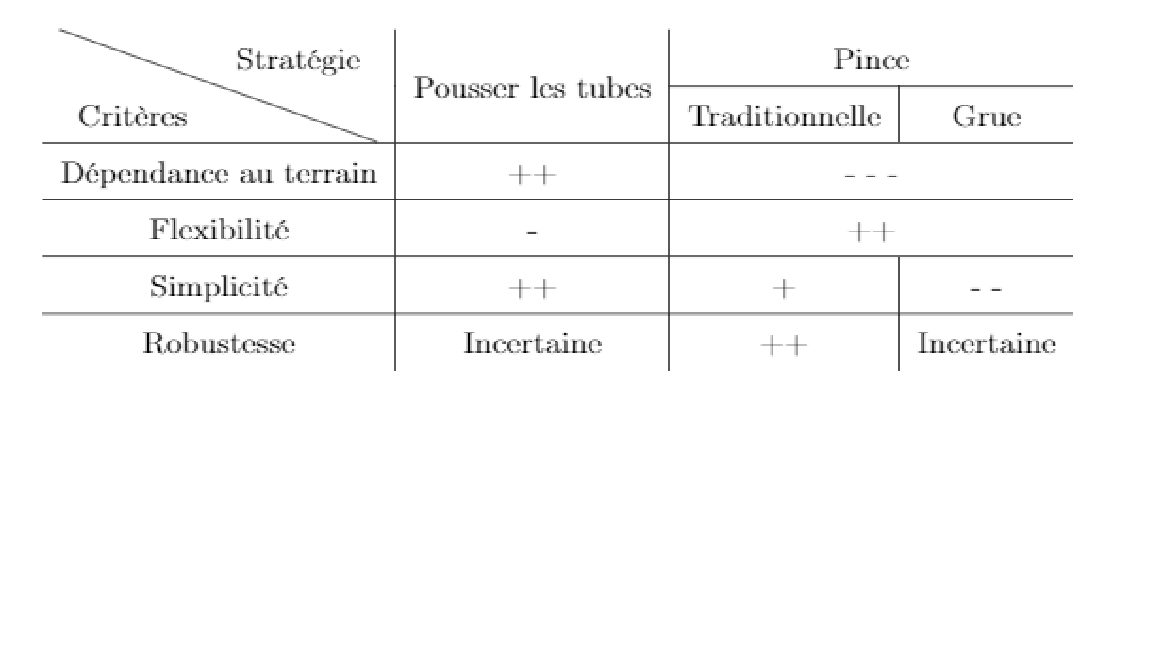 Stratégie
Critères
Pousser les tubes
Pince
Traditionnelle
Grue
Dépendance au terrain ++ - - -
Flexibilité - ++
Simplicité ++ + - -
Robustesse Incertaine ++ Incertaine